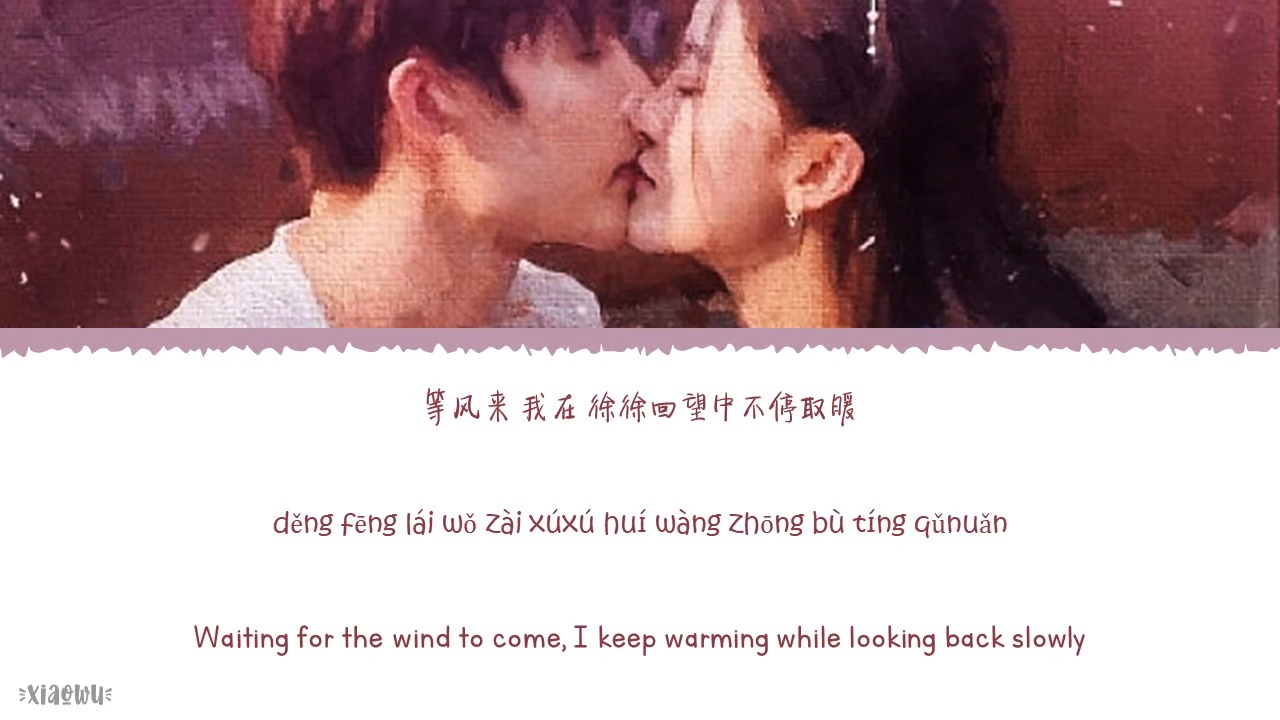 等风来 我在 徐徐回望中不停取暖
děng fēng lái wǒ zài xúxú huí wàng zhōng bù tíng qǔnuǎn
Waiting for the wind to come, I keep warming while looking back slowly
xiaowu